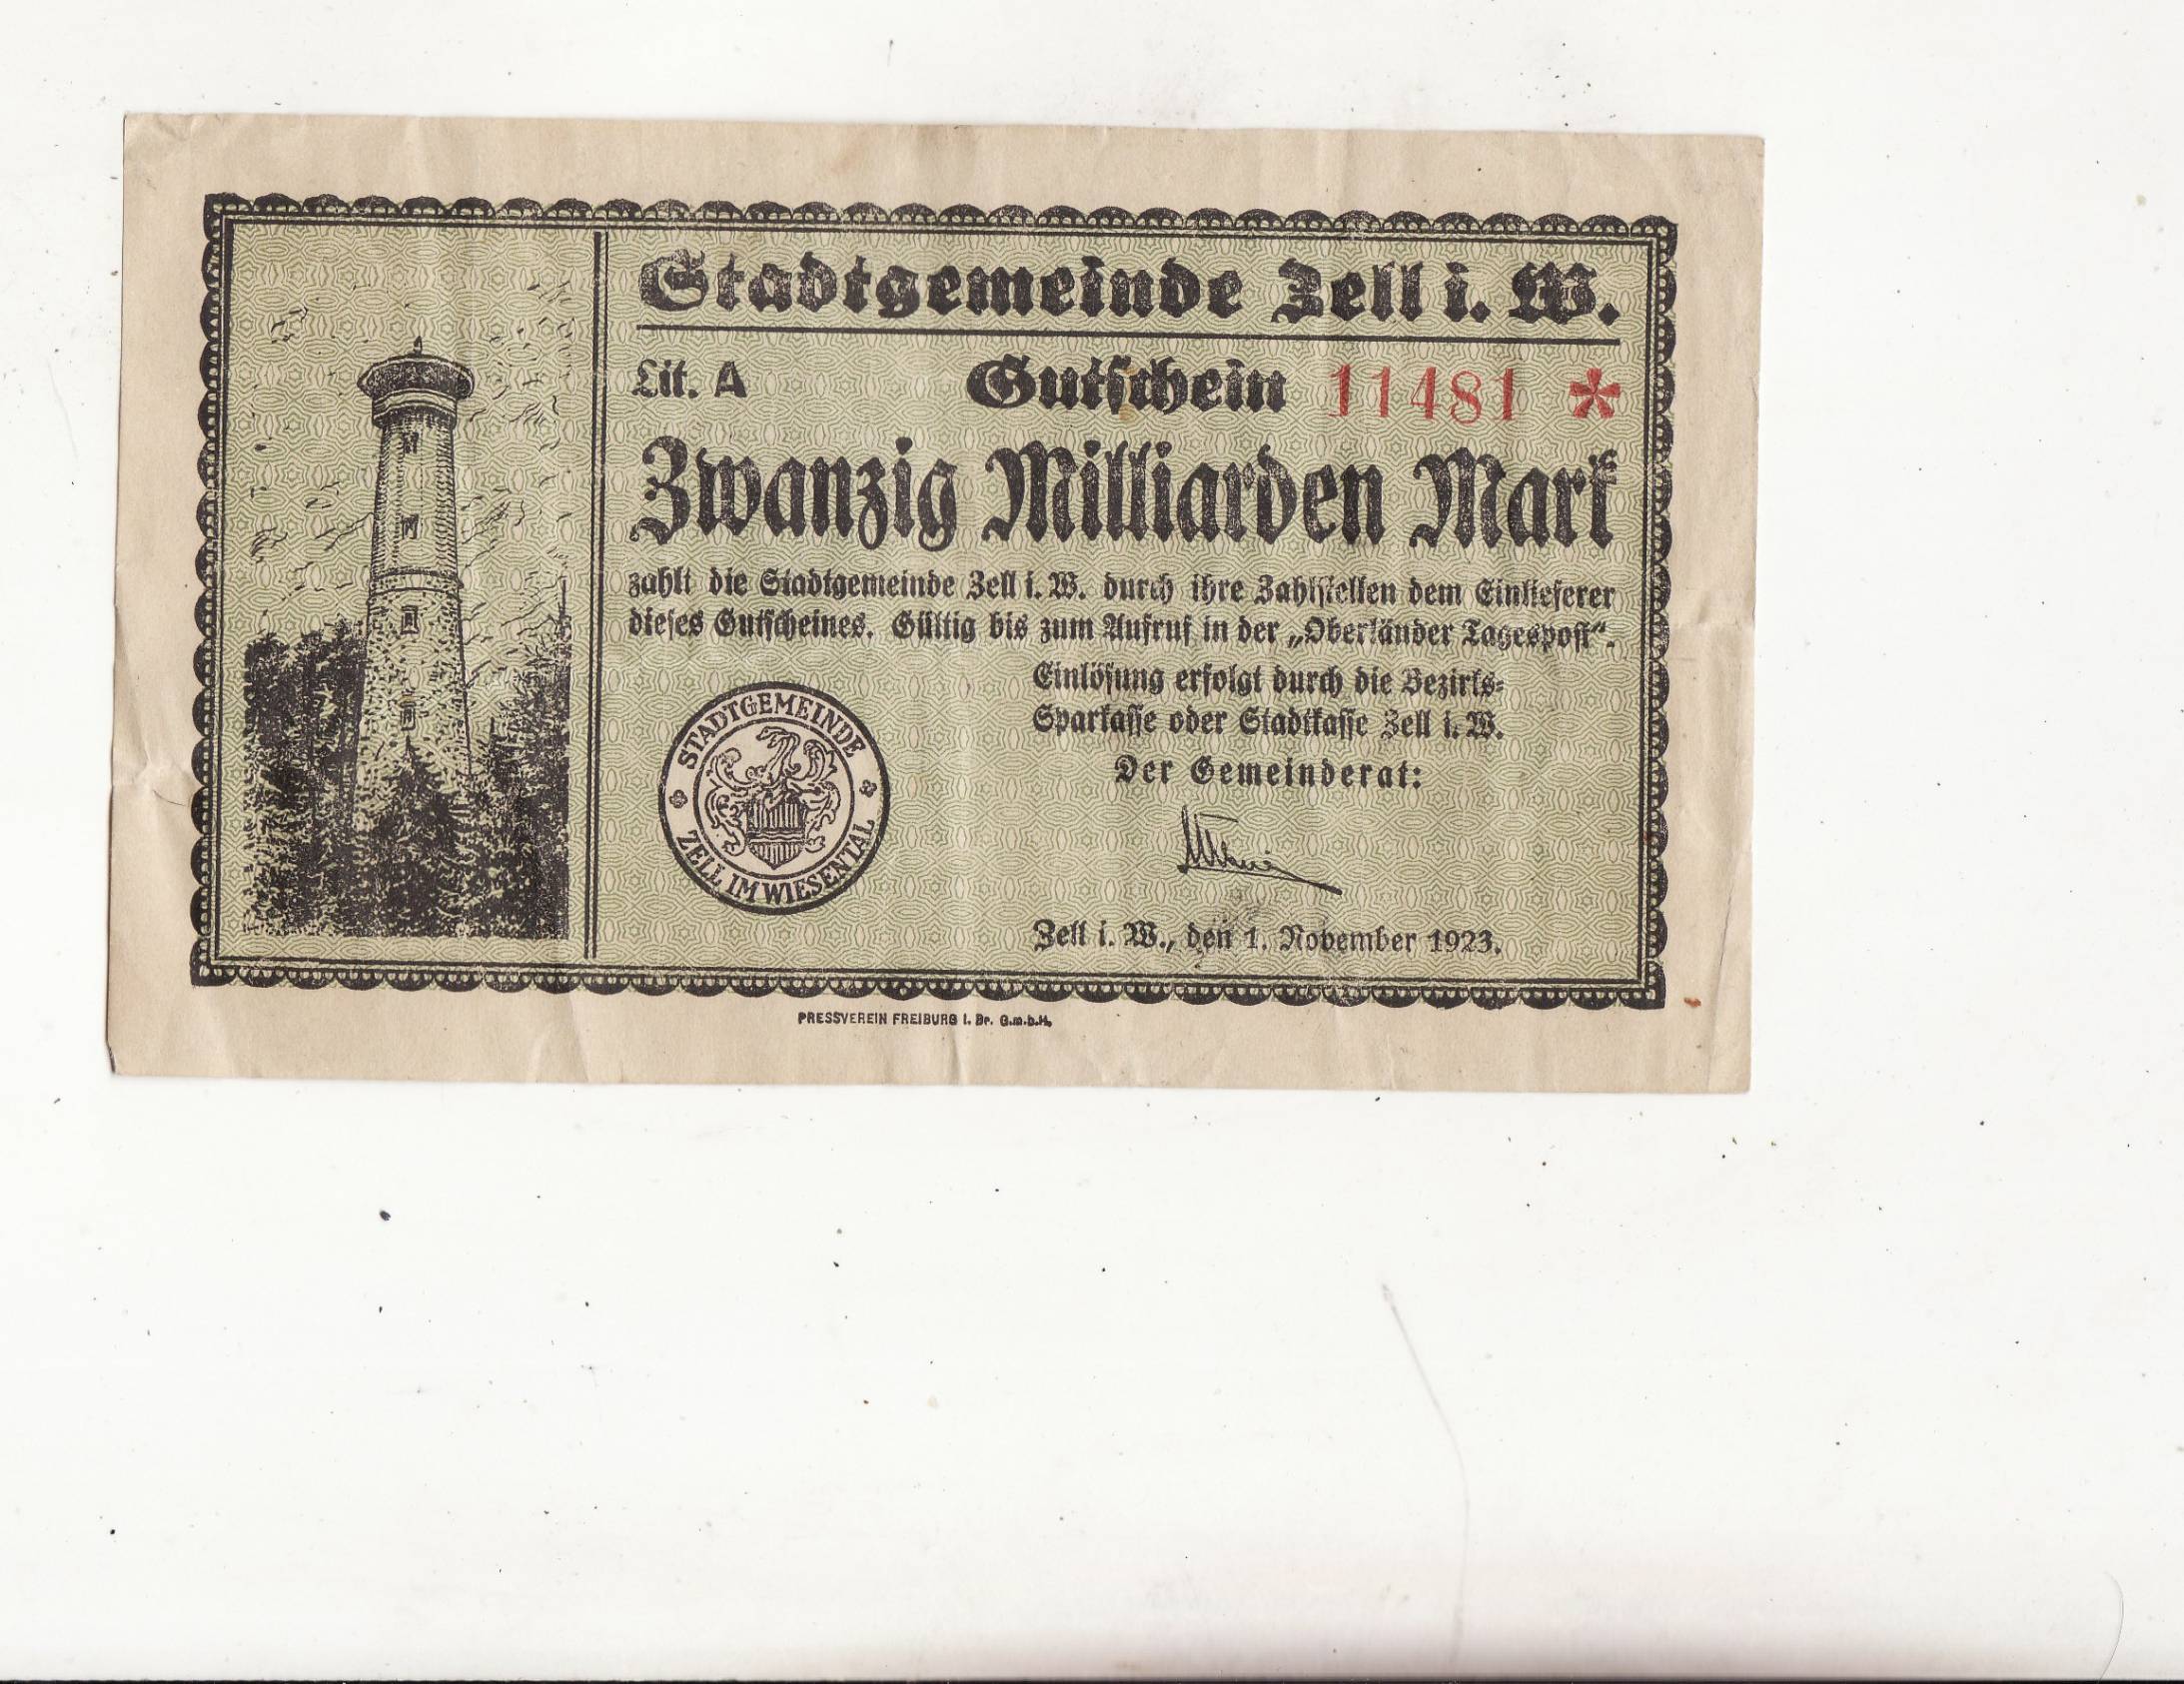 Stadtgemeinde Zell i. W.
Lit. A Gutschein 11481 *
Zwanzig Milliarden Mark
zahlt die Stadtgemeinde Zell i. W. durch ihre Zahlstellen dem Einlieferer
dieses Gutscheines. Gültig bis zum Aufruf in der „Oberländer Tagespost“.
Einlösung erfolgt durch die Bezirks-
Sparkasse oder Stadtkasse Zell i. W.
Der Gemeinderat:
STADTGEMEINDE
ZELL IM WIESENTAL
Zell i. W., den 1. November 1923.
PRESSVEREIN FREIBURG i. Br. G.m.b.H.